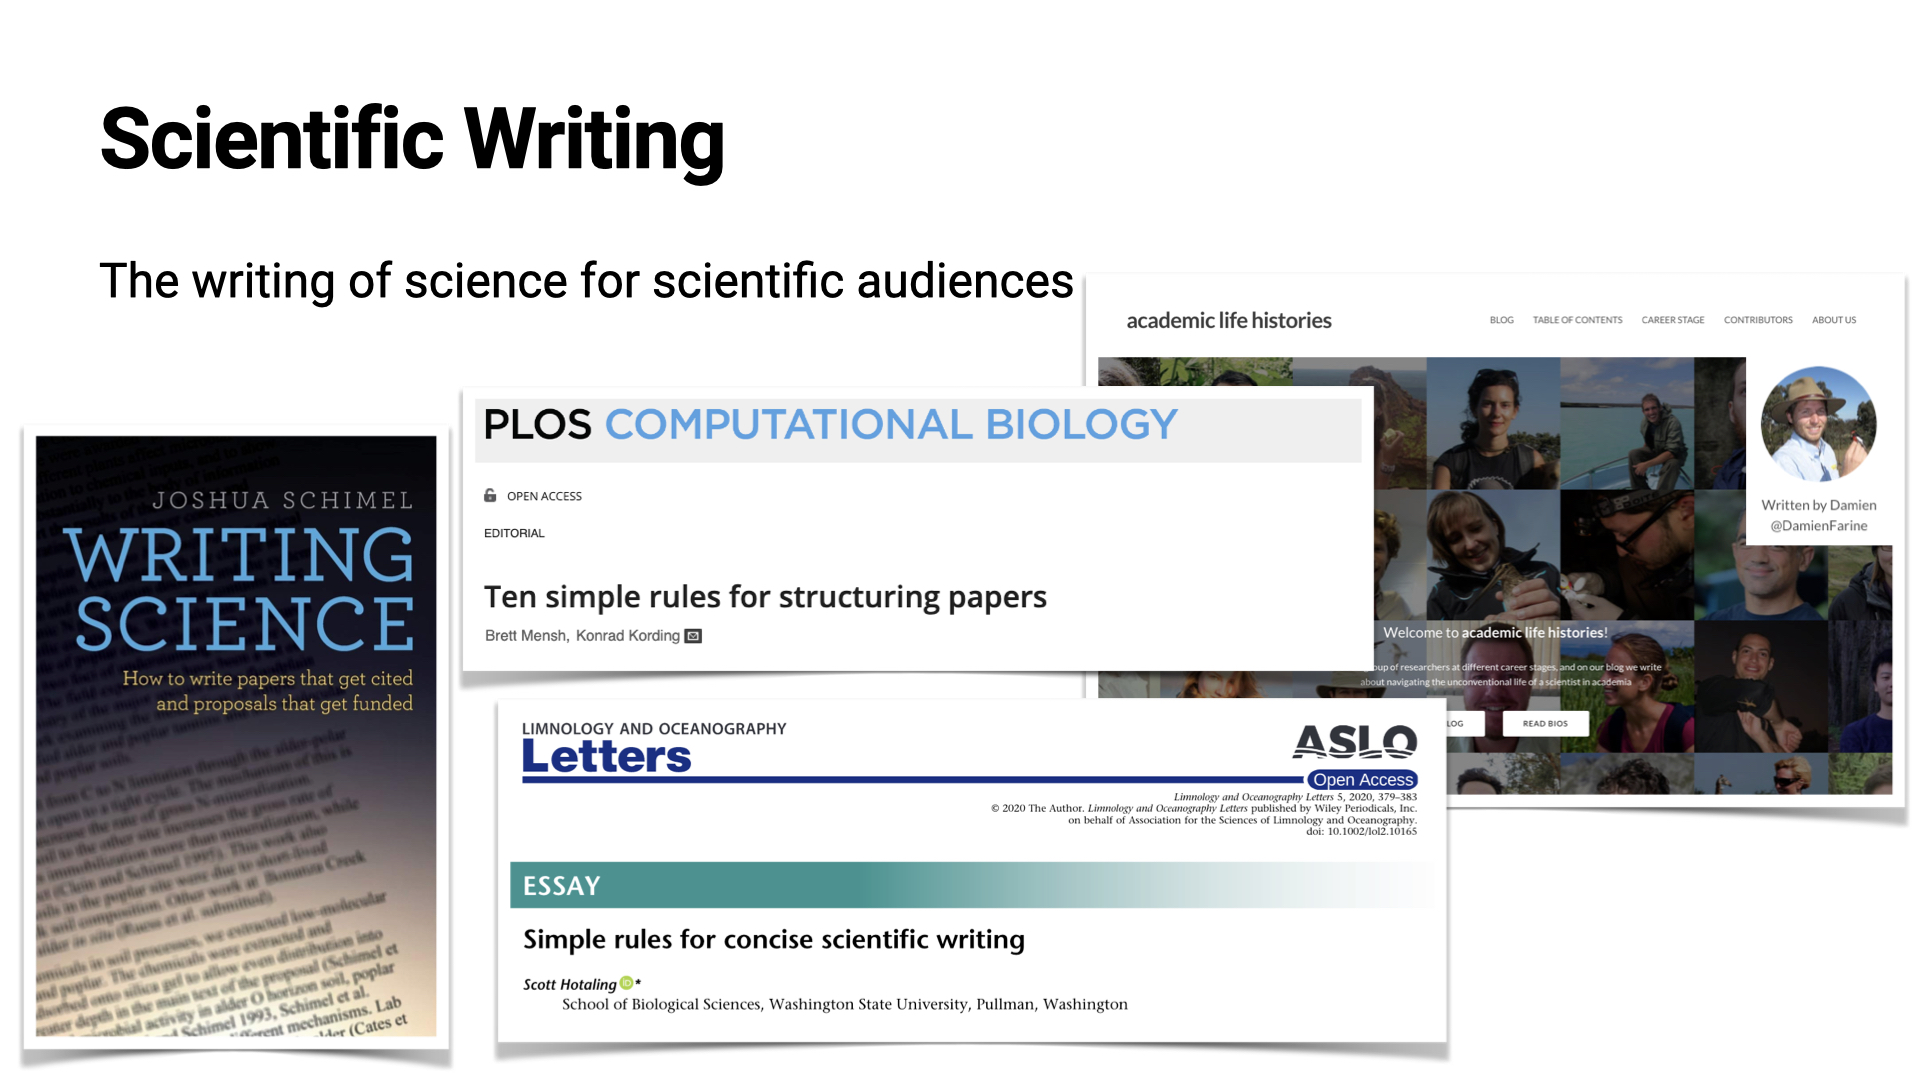 Scientific Writing
The writing of science for scientific audiences
academic life histories
BLOG TABLE OF CONTENTS CAREER STAGE CONTRIBUTORS ABOUT US
Written by Damien
@DamienFarine
Welcome to academic life histories!
of researchers at different career stages, and on our blog we write
about navigating the unconventional life of a scientist in academia
READ BIOS
PLOS COMPUTATIONAL BIOLOGY
OPEN ACCESS
EDITORIAL
Ten simple rules for structuring papers
Brett Mensh, Konrad Kording
JOSHUA SCHIMEL
WRITING
SCIENCE
How to write papers that get cited
and proposals that get funded
LIMNOLOGY AND OCEANOGRAPHY
Letters
ASLO
Open Access
Limnology and Oceanography Letters 5, 2020, 379–383
© 2020 The Author. Limnology and Oceanography Letters published by Wiley Periodicals, Inc.
on behalf of Association for the Sciences of Limnology and Oceanography.
doi: 10.1002/lol2.10165
ESSAY
Simple rules for concise scientific writing
Scott Hotaling iD *
School of Biological Sciences, Washington State University, Pullman, Washington